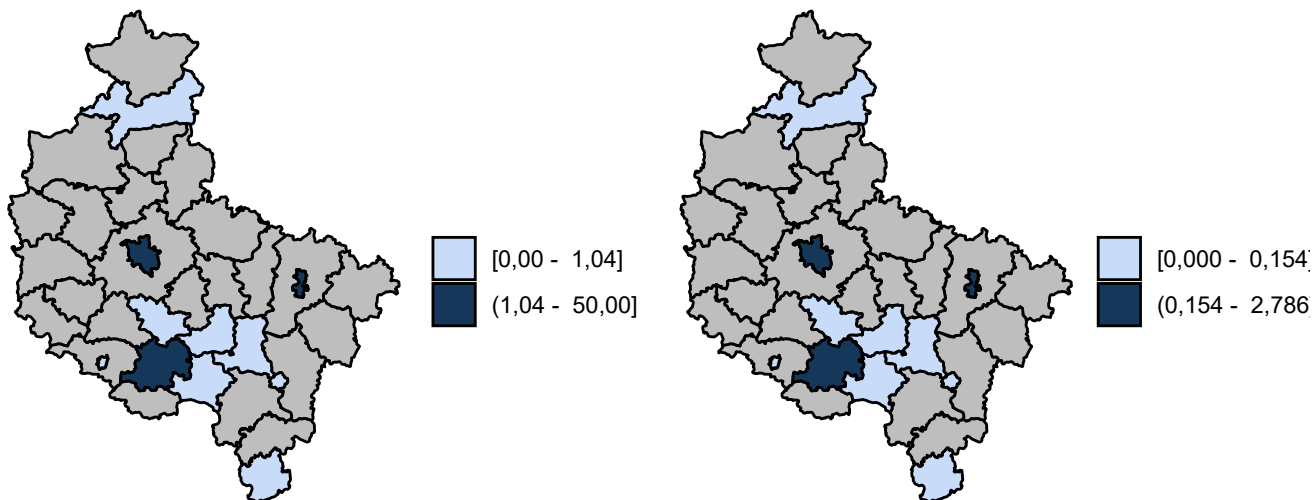 [0,00 - 1,04]
(1,04 - 50,00]
[0,000 - 0,154]
(0,154 - 2,786]